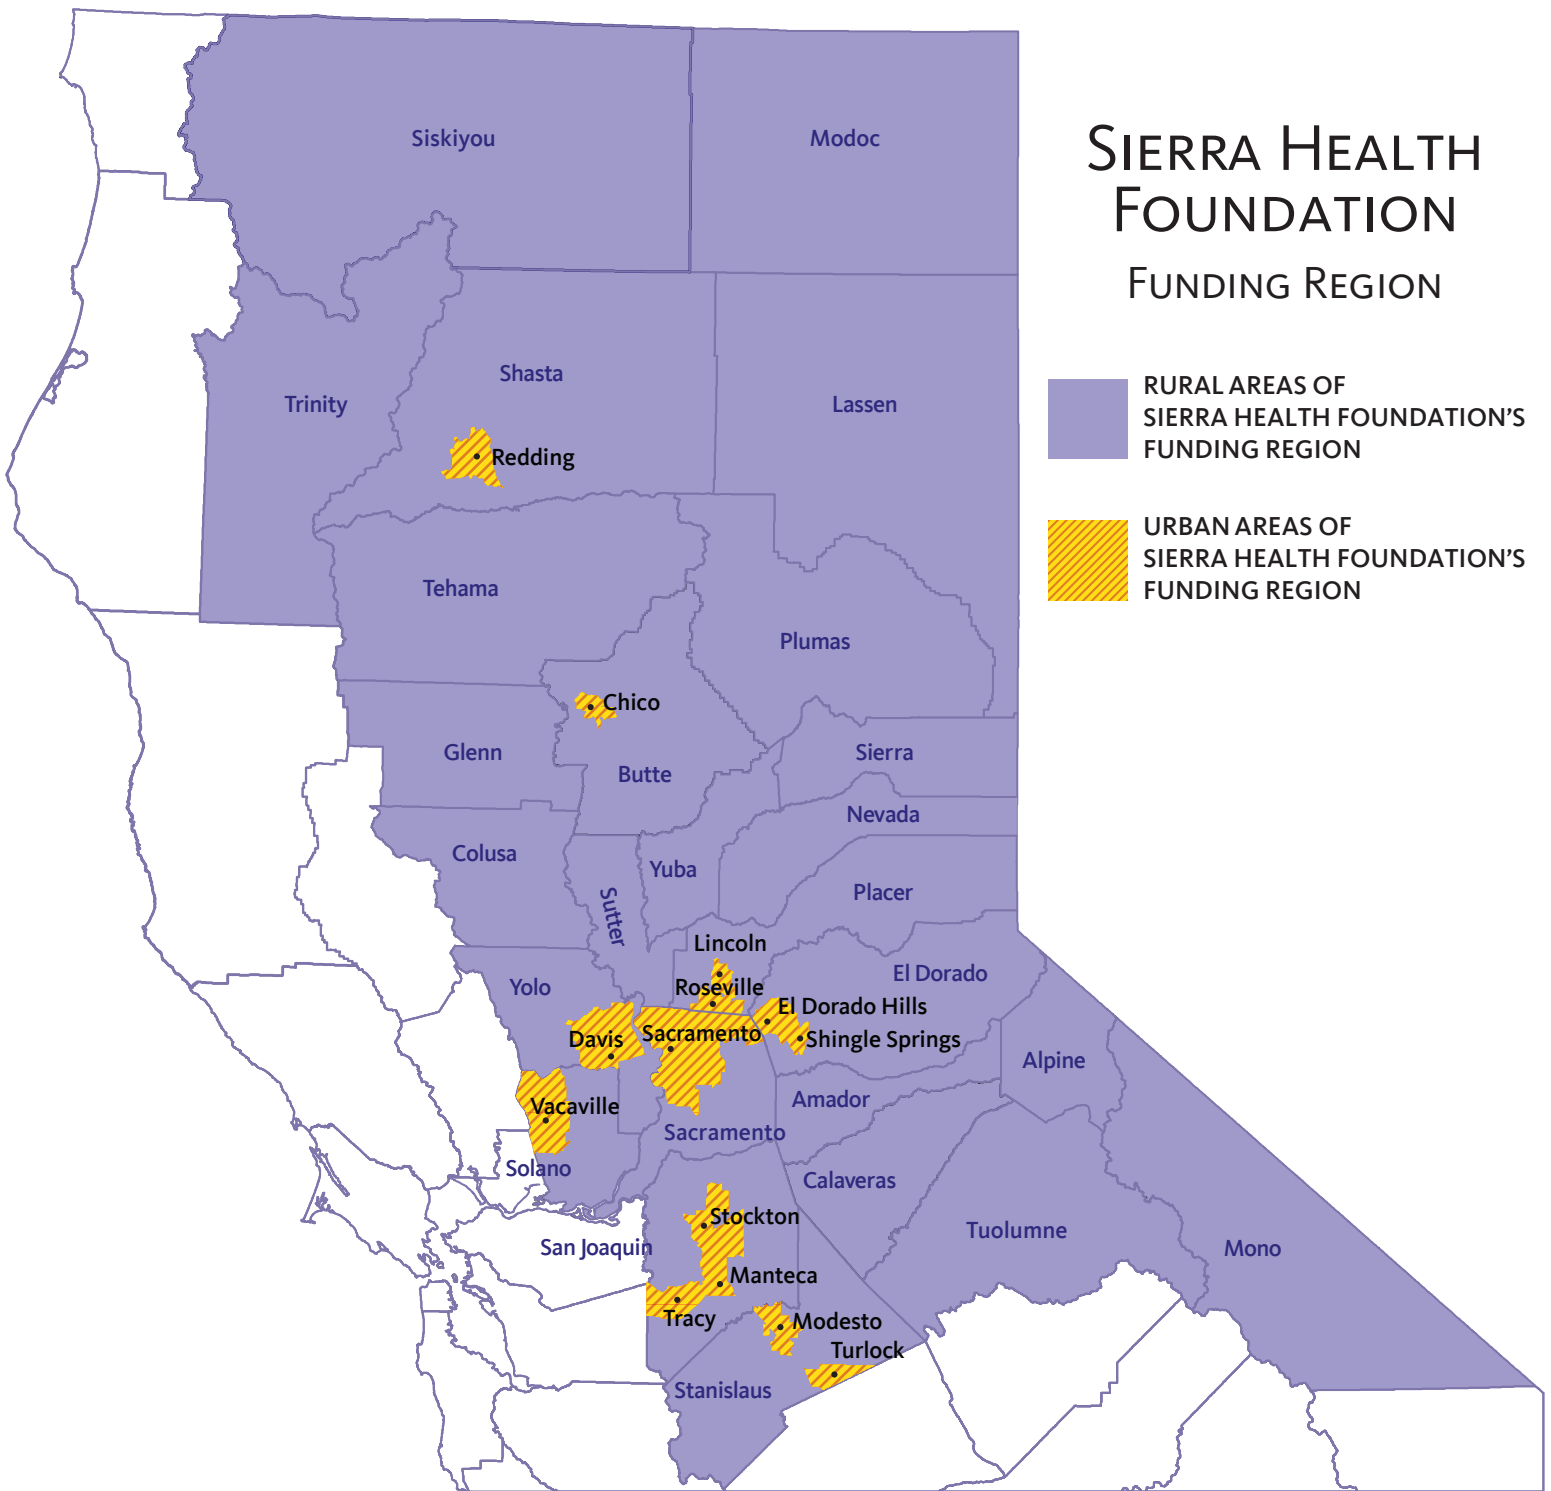 SIERRA HEALTH
FOUNDATION
FUNDING REGION
RURAL AREAS OF
SIERRA HEALTH FOUNDATION'S
FUNDING REGION
URBAN AREAS OF
SIERRA HEALTH FOUNDATION'S
FUNDING REGION
Siskiyou
Modoc
Shasta
Trinity
Lassen
Redding
Tehama
Plumas
Chico
Glenn
Sierra
Butte
Nevada
Colusa
Yuba
Placer
Sutter
Lincoln
El Dorado
Yolo
Roseville
El Dorado Hills
Davis
Sacramento
Shingle Springs
Alpine
Amador
Vacaville
Sacramento
Solano
Calaveras
Stockton
Tuolumne
San Joaquin
Mono
Manteca
Tracy
Modesto
Turlock
Stanislaus